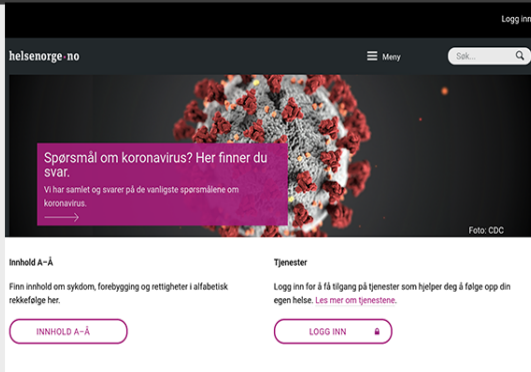 Logg inn
helsenorge·no
Meny
Søk...
Spørsmål om koronavirus? Her finner du
svar.
Vi har samlet og svarer på de vanligste spørsmålene om
koronavirus.
Foto: CDC
Innhold A–Å
Finn innhold om sykdom, forebygging og rettigheter i alfabetisk
rekkefølge her.
INNHOLD A–Å
Tjenester
Logg inn for å få tilgang på tjenester som hjelper deg å følge opp din
egen helse. Les mer om tjenestene.
LOGG INN